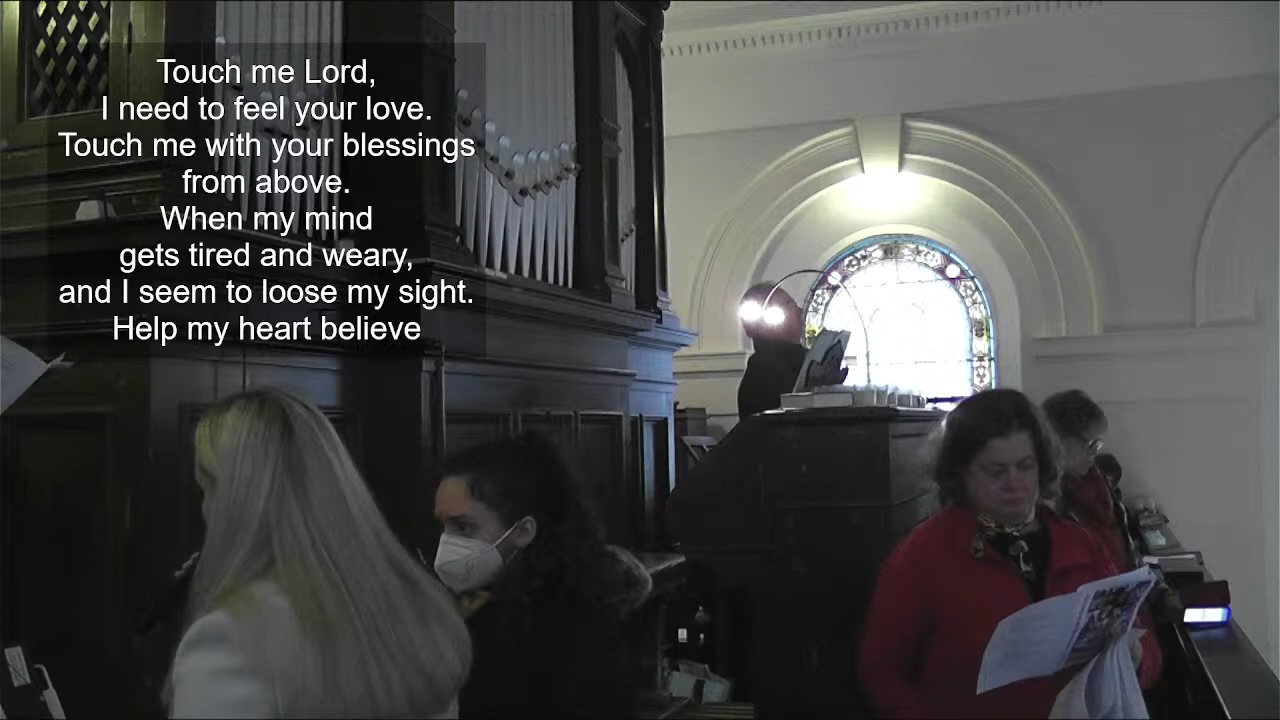 Touch me Lord,
I need to feel your love.
Touch me with your blessings
from above.
When my mind
gets tired and weary,
and I seem to loose my sight.
Help my heart believe